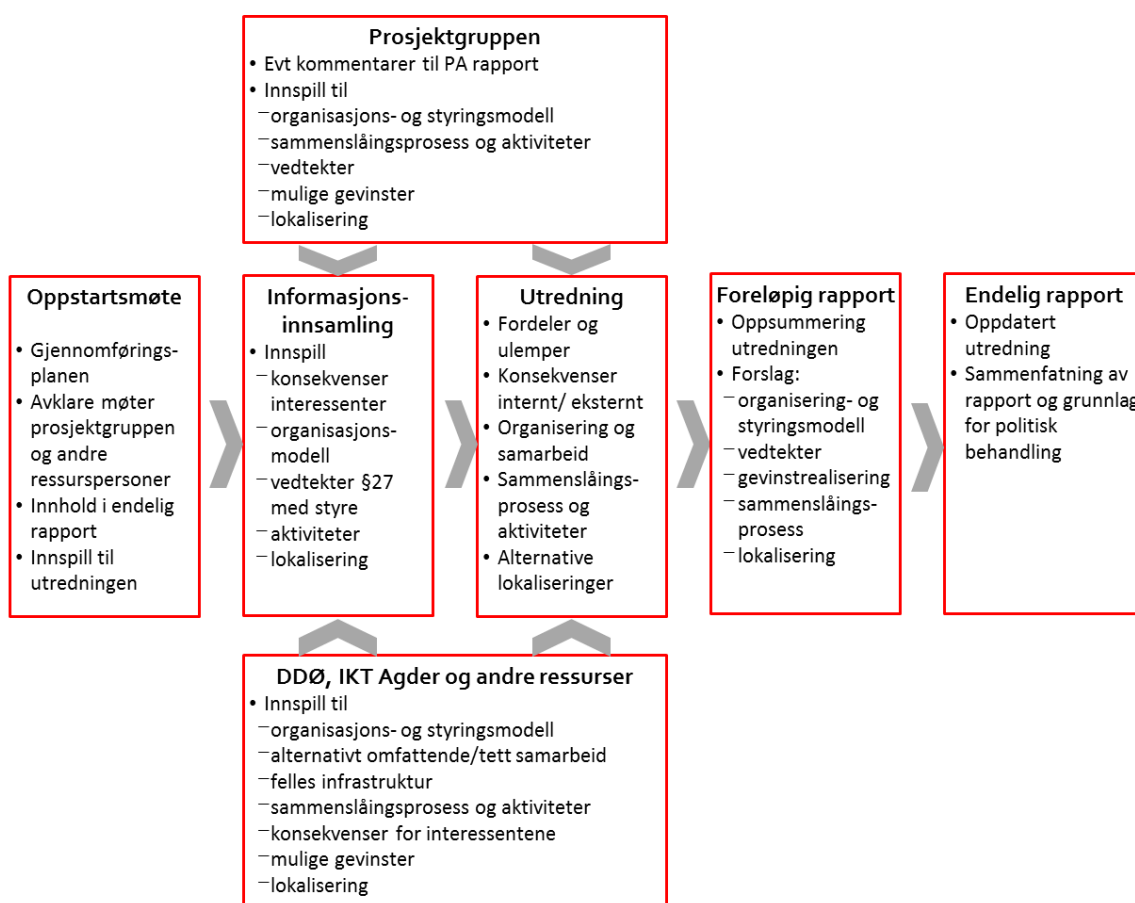 Prosjektgruppen
• Evt kommentarer til PA rapport
• Innspill til
–organisasjons- og styringsmodell
–sammenslåingsprosess og aktiviteter
–vedtekter
–mulige gevinster
–lokalisering
Oppstartsmøte
• Gjennomførings-
planen
• Avklare møter
prosjektgruppen
og andre
ressurspersoner
• Innhold i endelig
rapport
• Innspill til
utredningen
Informasjons-
innsamling
• Innspill
–konsekvenser
interessenter
–organisasjons-
modell
–vedtekter §27
med styre
–aktiviteter
–lokalisering
Utredning
• Fordeler og
ulemper
• Konsekvenser
internt/ eksternt
• Organisering og
samarbeid
• Sammenslåings-
prosess og
aktiviteter
• Alternative
lokaliseringer
Foreløpig rapport
• Oppsummering
utredningen
• Forslag:
–organisering- og
styringsmodell
–vedtekter
–gevinstrealisering
–sammenslåings-
prosess
–lokalisering
Endelig rapport
• Oppdatert
utredning
• Sammenfatning av
rapport og grunnlag
for politisk
behandling
DDØ, IKT Agder og andre ressurser
• Innspill til
–organisasjons- og styringsmodell
–alternativt omfattende/tett samarbeid
–felles infrastruktur
–sammenslåingsprosess og aktiviteter
–konsekvenser for interessentene
–mulige gevinster
–lokalisering